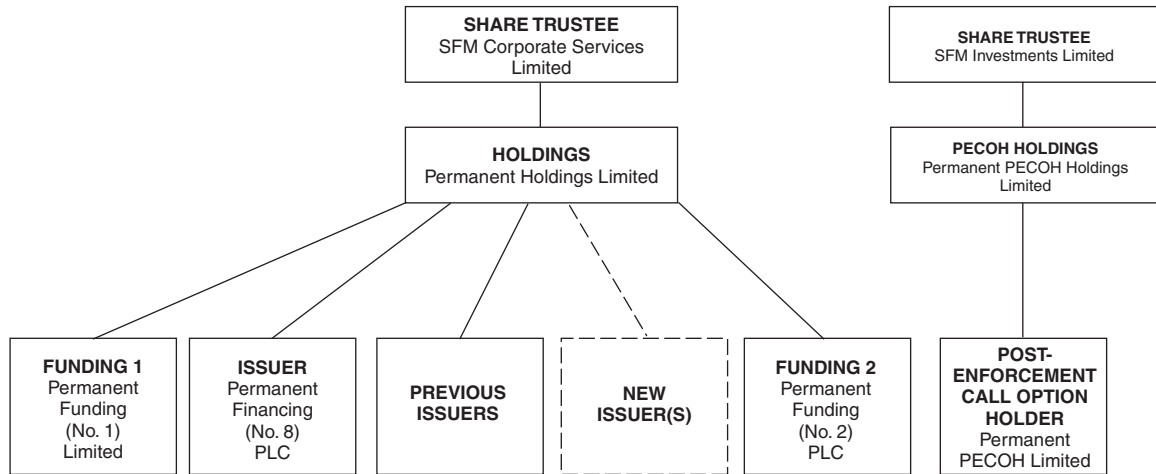 SHARE TRUSTEE
SFM Corporate Services
Limited
SHARE TRUSTEE
SFM Investments Limited
HOLDINGS
Permanent Holdings Limited
PECOH HOLDINGS
Permanent PECOH Holdings
Limited
FUNDING 1
Permanent
Funding
(No. 1)
Limited
ISSUER
Permanent
Financing
(No. 8)
PLC
PREVIOUS
ISSUERS
NEW
ISSUER(S)
FUNDING 2
Permanent
Funding
(No. 2)
PLC
POST-
ENFORCEMENT
CALL OPTION
HOLDER
Permanent
PECOH Limited